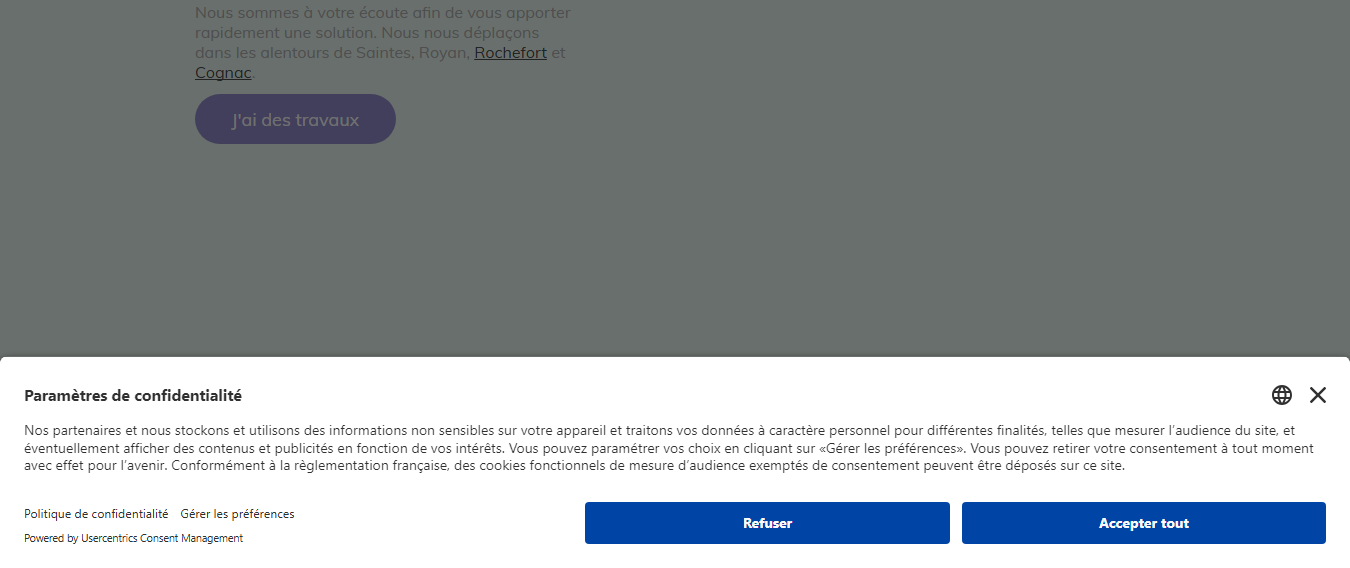 Nous sommes à votre écoute afin de vous apporter
rapidement une solution. Nous nous déplaçons
dans les alentours de Saintes, Royan, Rochefort et
Cognac.
J'ai des travaux
Paramètres de confidentialité
Nos partenaires et nous stockons et utilisons des informations non sensibles sur votre appareil et traitons vos données à caractère personnel pour différentes finalités, telles que mesurer l’audience du site, et
éventuellement afficher des contenus et publicités en fonction de vos intérêts. Vous pouvez paramétrer vos choix en cliquant sur «Gérer les préférences». Vous pouvez retirer votre consentement à tout moment
avec effet pour l’avenir. Conformément à la règlementation française, des cookies fonctionnels de mesure d’audience exemptés de consentement peuvent être déposés sur ce site.
Politique de confidentialité Gérer les préférences
Powered by Usercentrics Consent Management
Refuser
Accepter tout